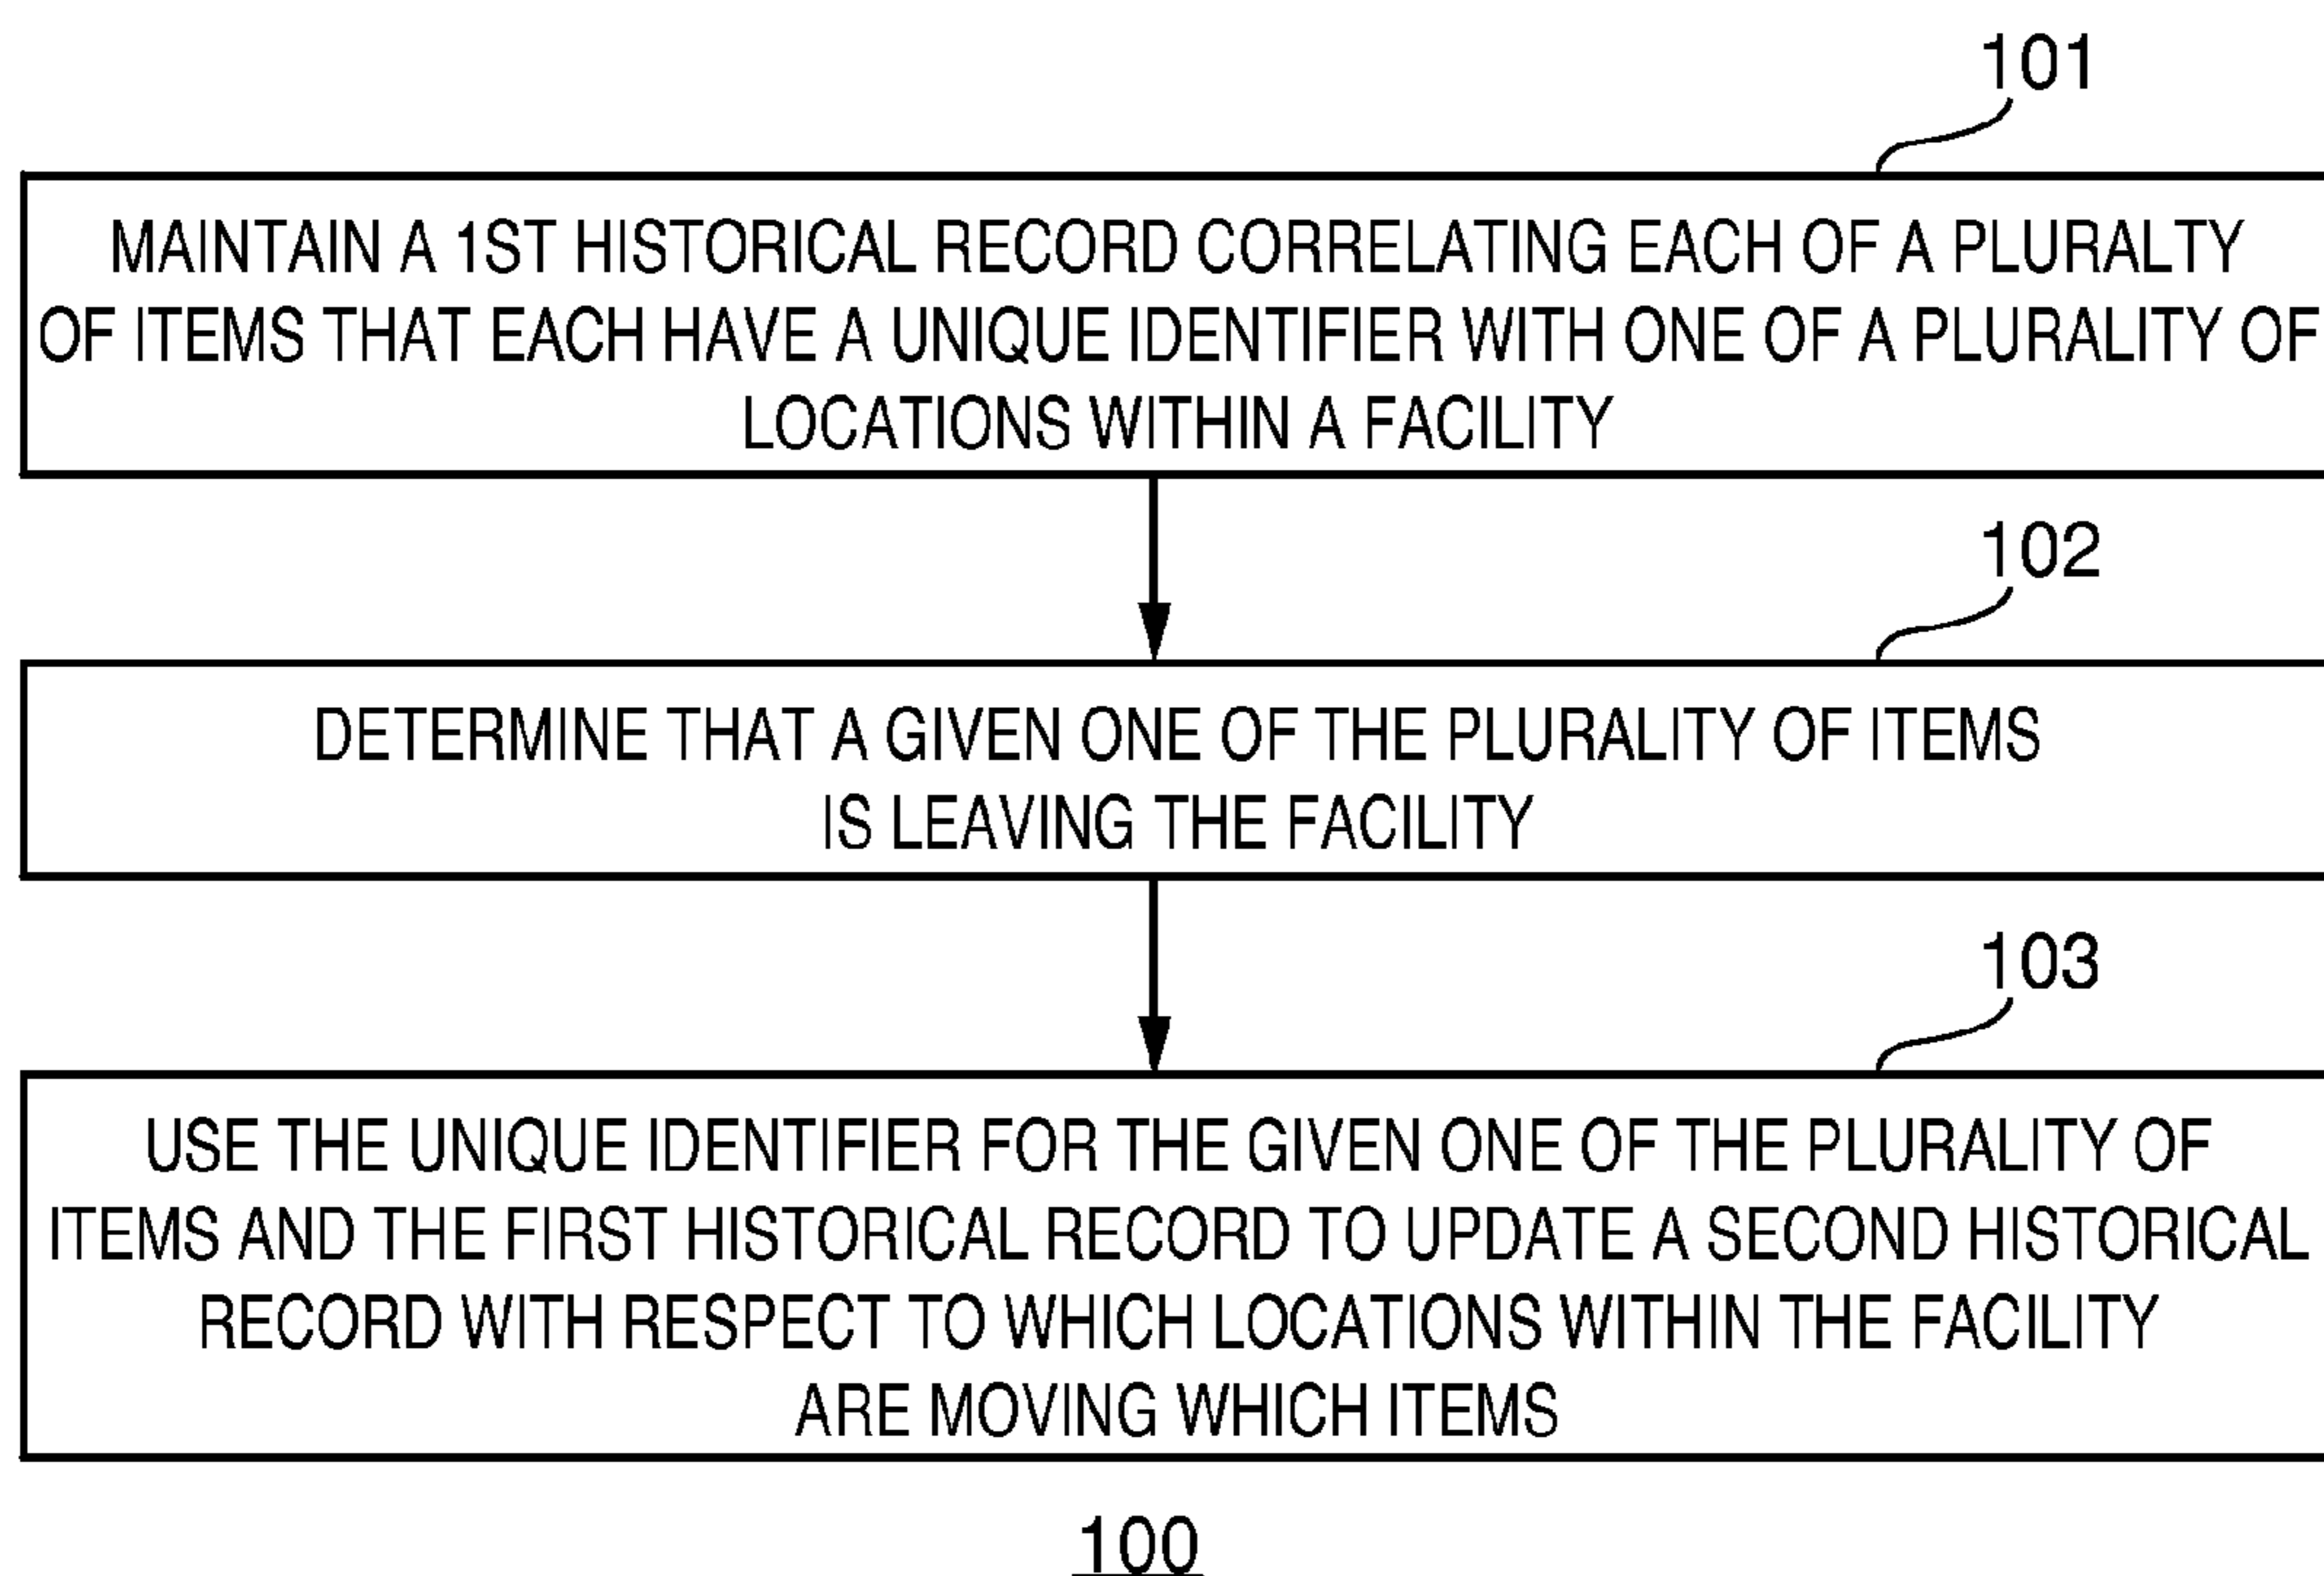 101
MAINTAIN A 1ST HISTORICAL RECORD CORRELATING EACH OF A PLURALTY
OF ITEMS THAT EACH HAVE A UNIQUE IDENTIFIER WITH ONE OF A PLURALITY OF
LOCATIONS WITHIN A FACILITY
102
DETERMINE THAT A GIVEN ONE OF THE PLURALITY OF ITEMS
IS LEAVING THE FACILITY
103
USE THE UNIQUE IDENTIFIER FOR THE GIVEN ONE OF THE PLURALITY OF
ITEMS AND THE FIRST HISTORICAL RECORD TO UPDATE A SECOND HISTORICAL
RECORD WITH RESPECT TO WHICH LOCATIONS WITHIN THE FACILITY
ARE MOVING WHICH ITEMS
100